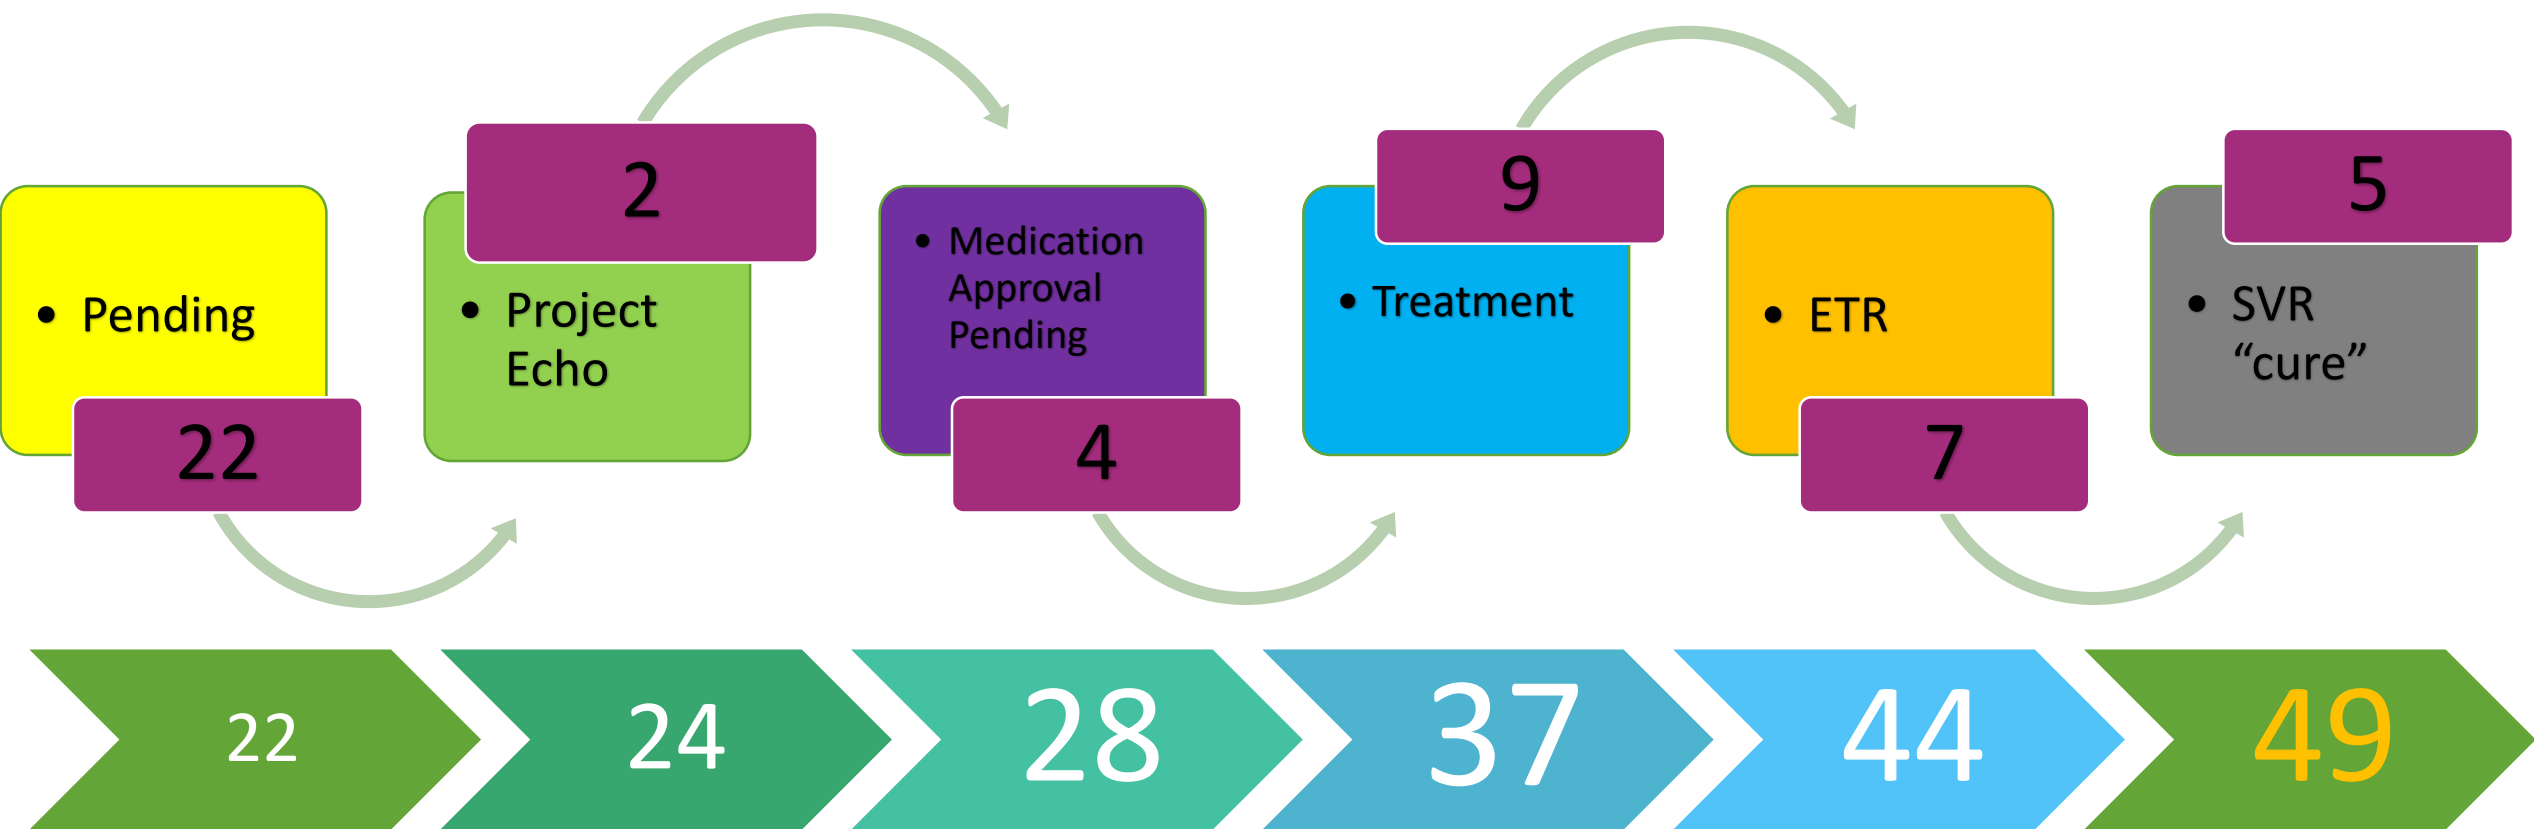 • Pending
22
2
• Project
Echo
• Medication
Approval
Pending
4
9
• Treatment
• ETR
7
5
• SVR
“cure”
22
24
28
37
44
49